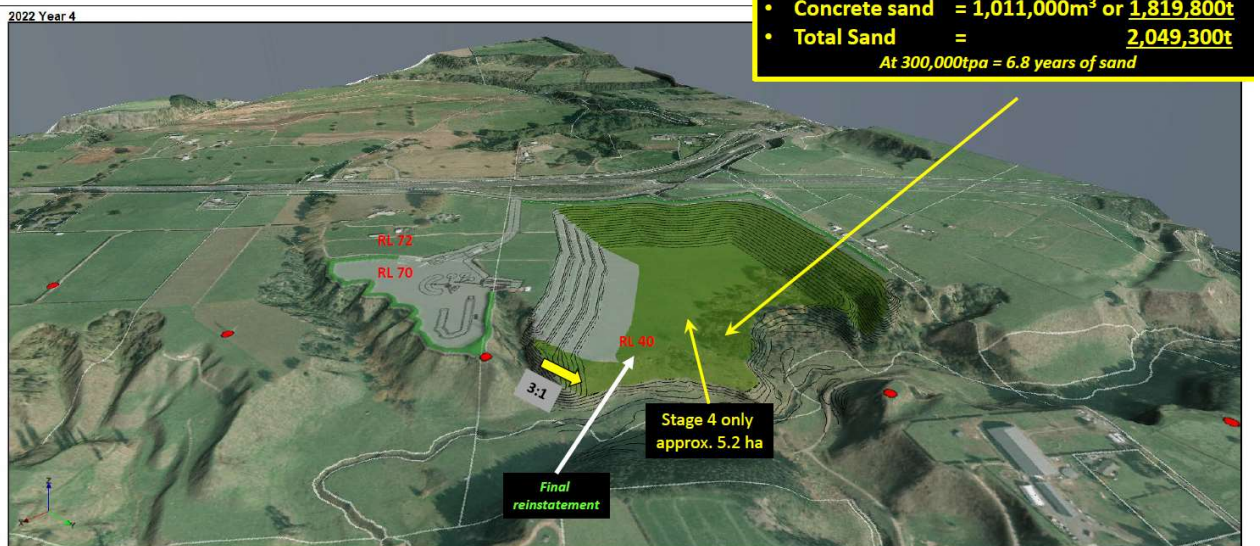 2022 Year 4
• Concrete sand = 1,011,000m³ or 1,819,800t
• Total Sand = 2,049,300t
At 300,000tpa = 6.8 years of sand
RL 72
RL 70
RL 40
3:1
Stage 4 only
approx. 5.2 ha
Final
reinstatement
Z
X
Y